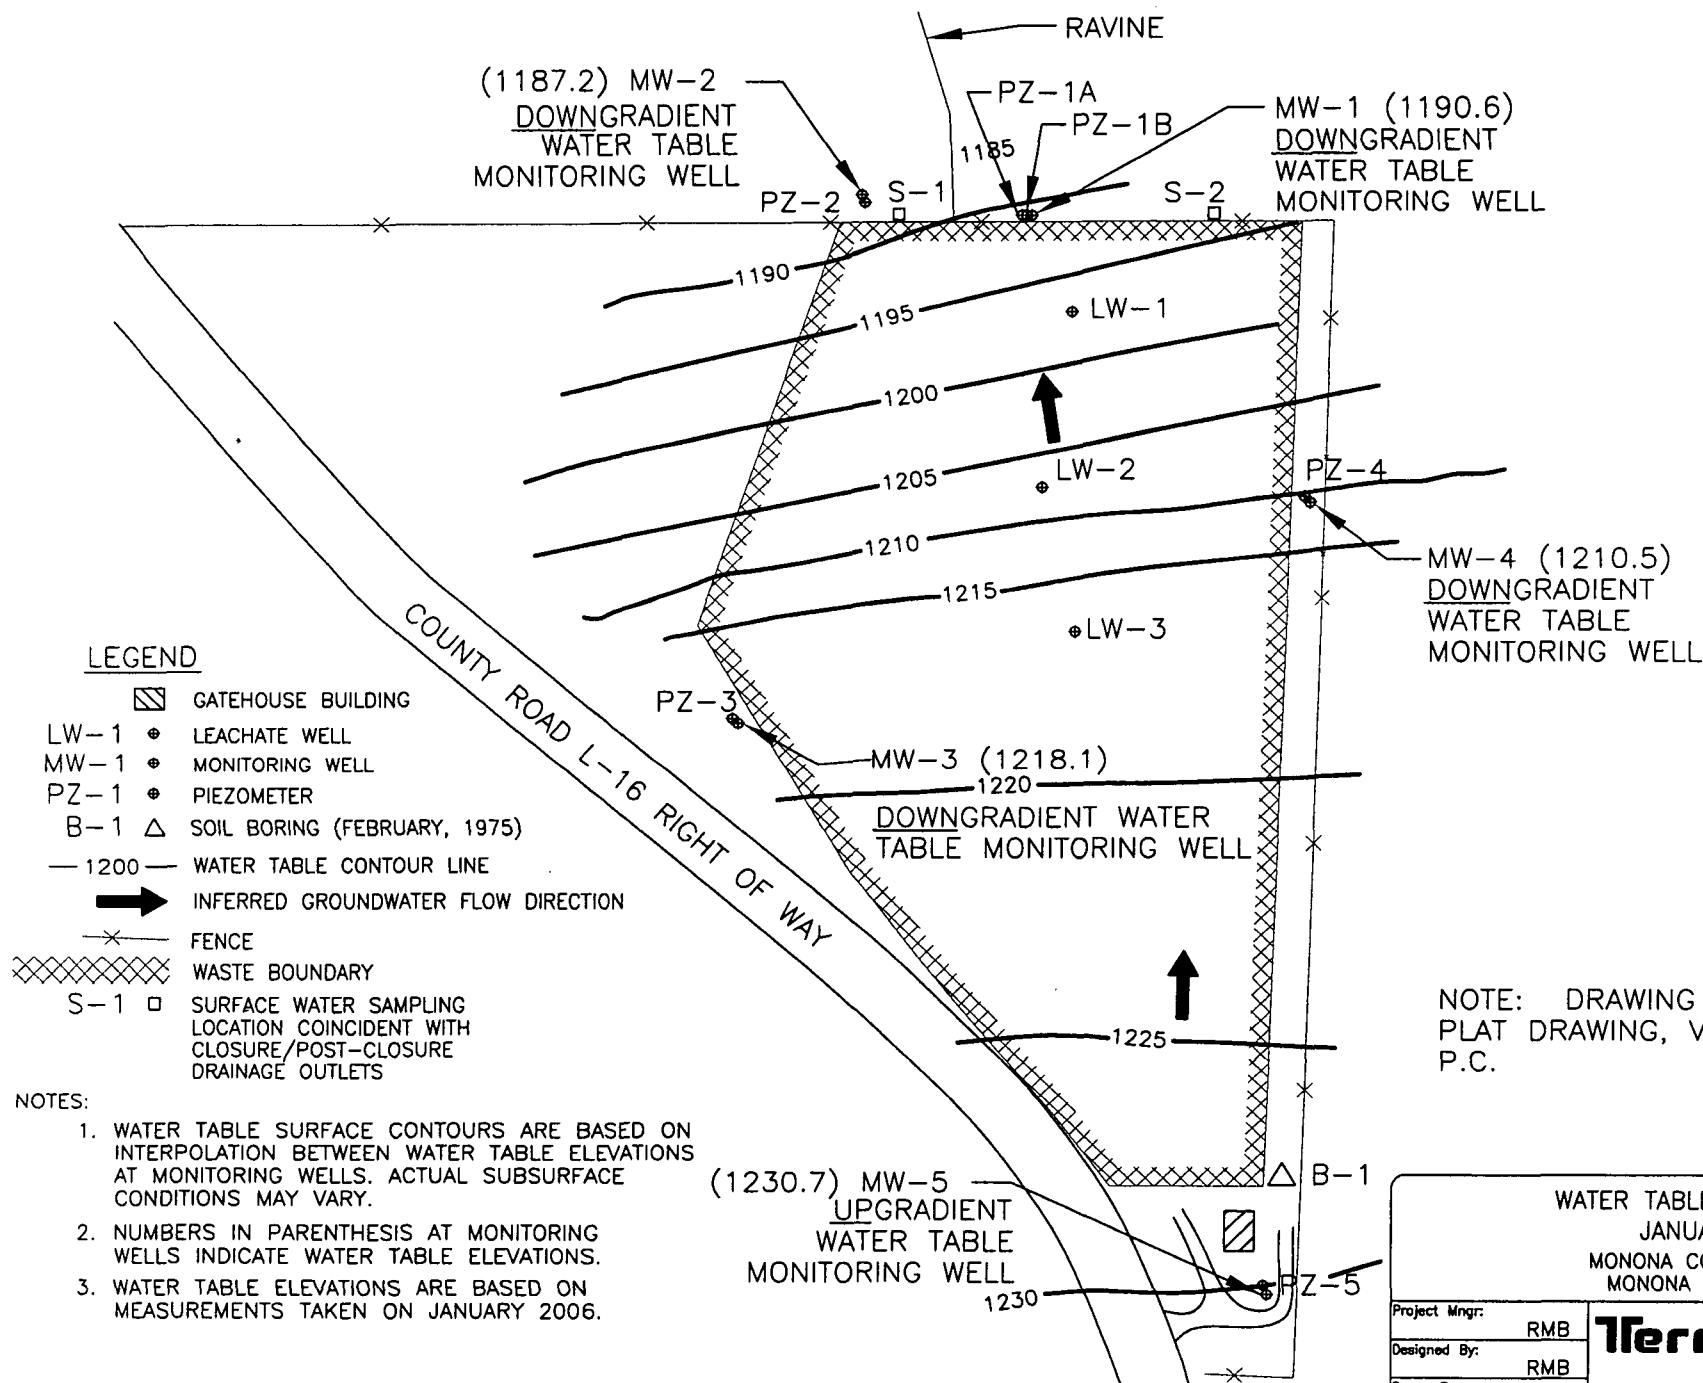 RAVINE
(1187.2) MW-2
DOWNGRADIENT
WATER TABLE
MONITORING WELL
PZ-1A
PZ-1B
1185
MW-1 (1190.6)
DOWNGRADIENT
WATER TABLE
MONITORING WELL
PZ-2
S-1
S-2
1190
1195
LW-1
1200
1205
LW-2
PZ-4
1210
MW-4 (1210.5)
DOWNGRADIENT
WATER TABLE
MONITORING WELL
1215
LW-3
PZ-3
MW-3 (1218.1)
1220
DOWNGRADIENT WATER
TABLE MONITORING WELL
COUNTY ROAD L-16 RIGHT OF WAY
LEGEND
GATEHOUSE BUILDING
LW-1 LEACHATE WELL
MW-1 MONITORING WELL
PZ-1 PIEZOMETER
B-1 SOIL BORING (FEBRUARY, 1975)
1200 WATER TABLE CONTOUR LINE
INFERRED GROUNDWATER FLOW DIRECTION
FENCE
WASTE BOUNDARY
S-1 SURFACE WATER SAMPLING
LOCATION COINCIDENT WITH
CLOSURE/POST-CLOSURE
DRAINAGE OUTLETS
1225
NOTE: DRAWING
PLAT DRAWING, V
P.C.
NOTES:
1. WATER TABLE SURFACE CONTOURS ARE BASED ON
INTERPOLATION BETWEEN WATER TABLE ELEVATIONS
AT MONITORING WELLS. ACTUAL SUBSURFACE
CONDITIONS MAY VARY.
2. NUMBERS IN PARENTHESIS AT MONITORING
WELLS INDICATE WATER TABLE ELEVATIONS.
3. WATER TABLE ELEVATIONS ARE BASED ON
MEASUREMENTS TAKEN ON JANUARY 2006.
B-1
(1230.7) MW-5
UPGRADIENT
WATER TABLE
MONITORING WELL
1230
PZ-5
WATER TABLE
JANUA
MONONA CO
MONONA
Project Mngr:
RMB
Designed By:
RMB
Terr